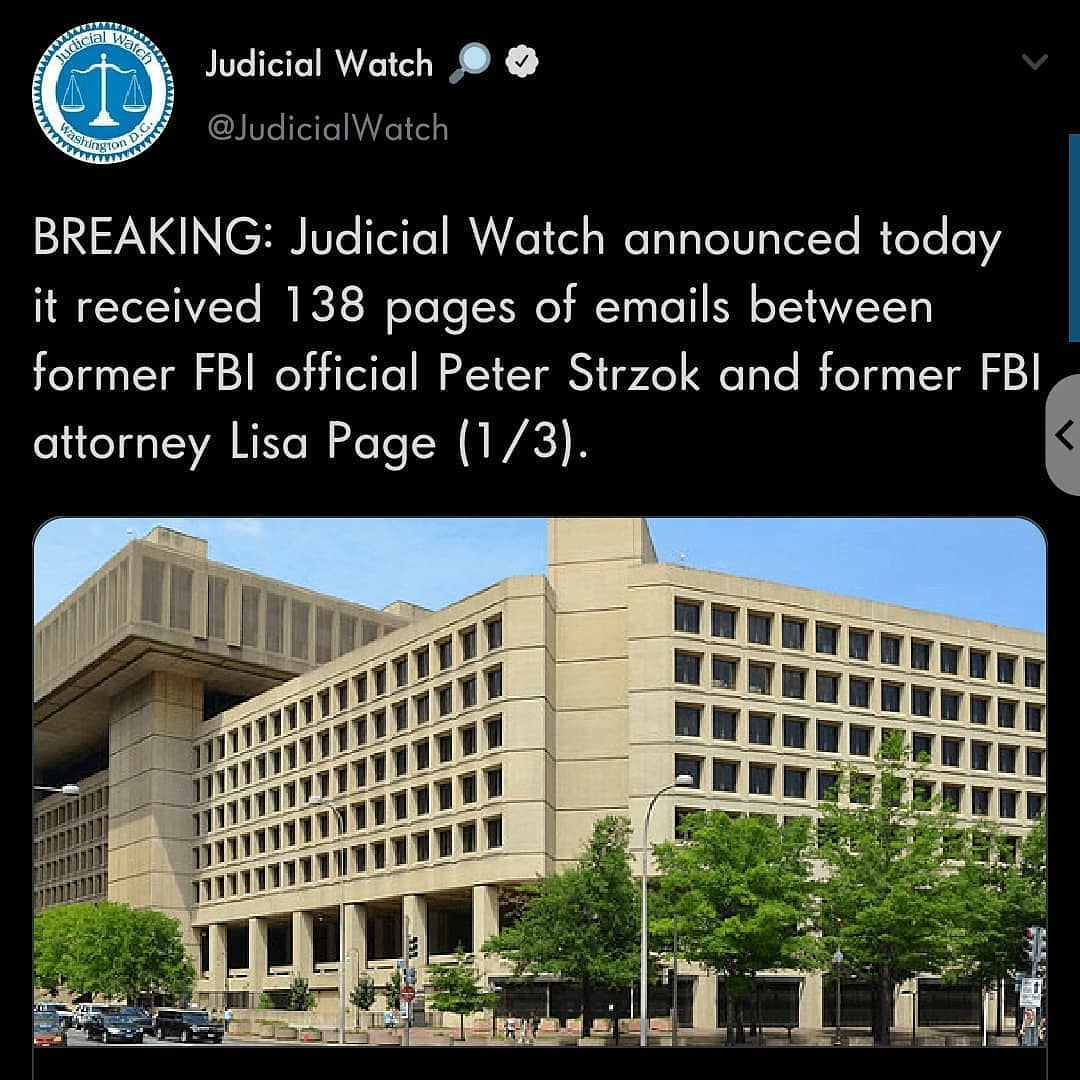 Judicial Watch
Washington D.C.
Judicial Watch
@JudicialWatch
BREAKING: Judicial Watch announced today
it received 138 pages of emails between
former FBI official Peter Strzok and former FBI
attorney Lisa Page (1/3).